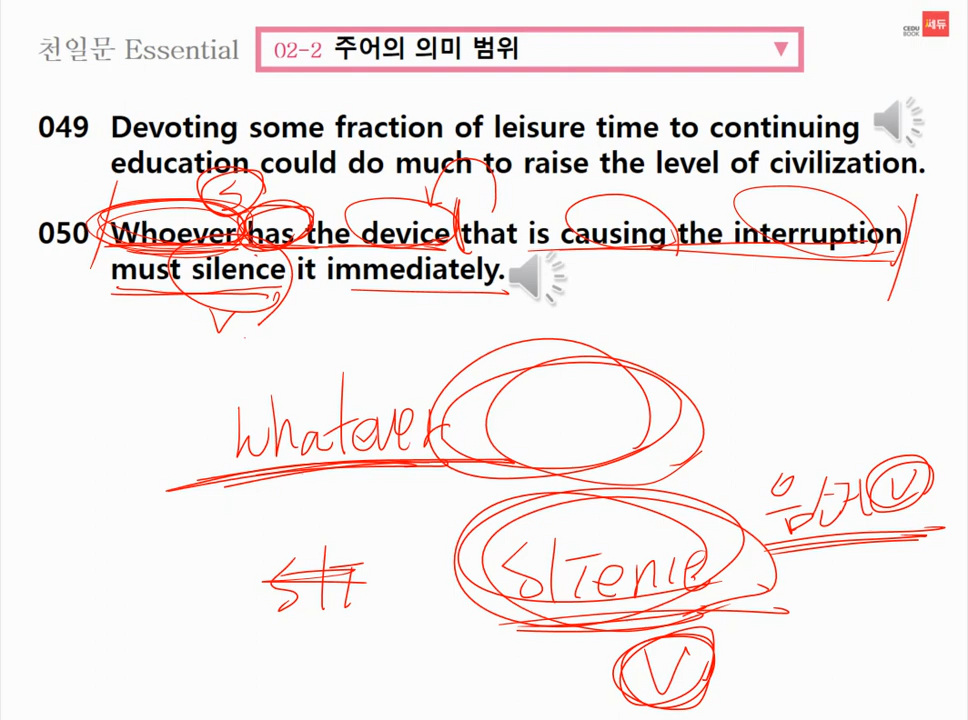 천일문 Essential
02-2 주어의 의미 범위
CEDU BOOK 쎄듀
049 Devoting some fraction of leisure time to continuing
education could do much to raise the level of civilization.
S
050 Whoever has the device that is causing the interruption
must silence it immediately.
V
Whatever
V
silence
V